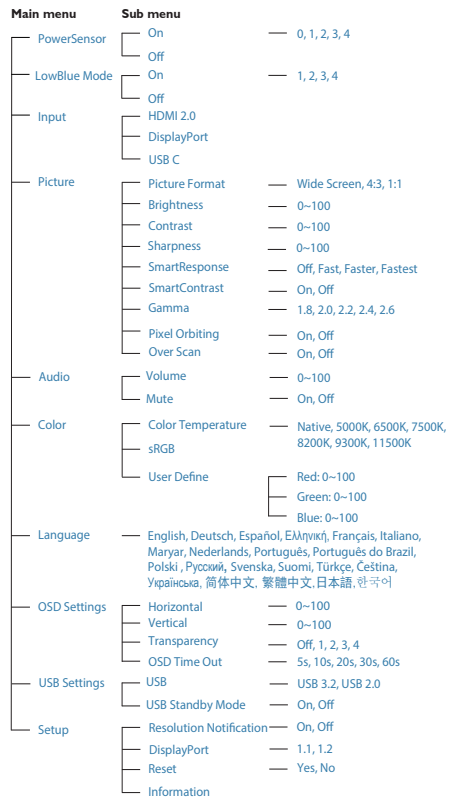 Main menu Sub menu
PowerSensor On 0, 1, 2, 3, 4
Off
LowBlue Mode On 1, 2, 3, 4
Off
Input HDMI 2.0
DisplayPort
USB C
Picture Picture Format Wide Screen, 4:3, 1:1
Brightness 0~100
Contrast 0~100
Sharpness 0~100
SmartResponse Off, Fast, Faster, Fastest
SmartContrast On, Off
Gamma 1.8, 2.0, 2.2, 2.4, 2.6
Pixel Orbiting On, Off
Over Scan On, Off
Audio Volume 0~100
Mute On, Off
Color Color Temperature Native, 5000K, 6500K, 7500K,
8200K, 9300K, 11500K
sRGB
User Define Red: 0~100
Green: 0~100
Blue: 0~100
Language English, Deutsch, Español, Ελληνική, Français, Italiano,
Maryar, Nederlands, Português, Português do Brazil,
Polski , Русский, Svenska, Suomi, Türkçe, Čeština,
Українська, 简体中文, 繁體中文,日本語,한국어
OSD Settings Horizontal 0~100
Vertical 0~100
Transparency Off, 1, 2, 3, 4
OSD Time Out 5s, 10s, 20s, 30s, 60s
USB Settings USB USB 3.2, USB 2.0
USB Standby Mode On, Off
Setup Resolution Notification On, Off
DisplayPort 1.1, 1.2
Reset Yes, No
Information